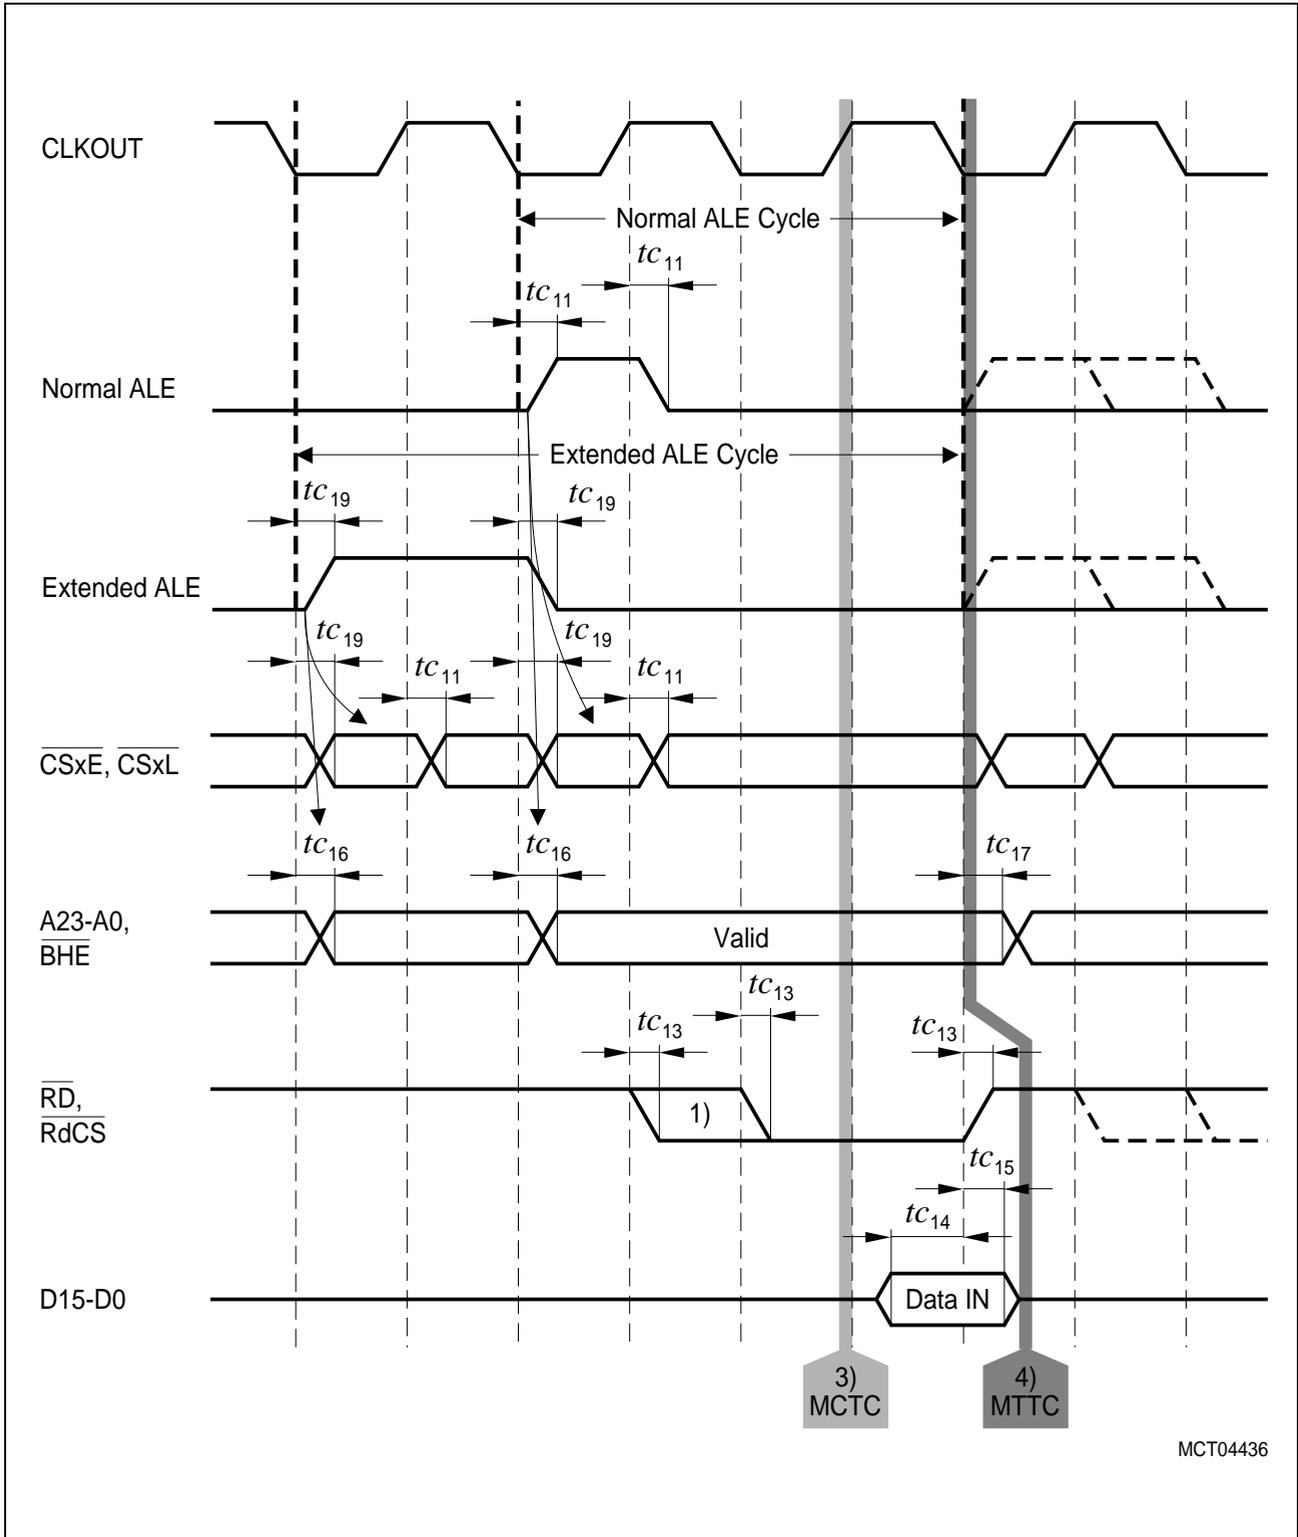 CLKOUT
Normal ALE Cycle
tc11
tc11
Normal ALE
Extended ALE Cycle
tc19
tc19
Extended ALE
tc19
tc19
tc11
tc11
CSxE, CSxL
tc16
tc16
tc17
A23-A0,
BHE
Valid
tc13
tc13
tc13
RD,
RdCS
1)
tc15
tc14
D15-D0
Data IN
3)
MCTC
4)
MTTC
MCT04436